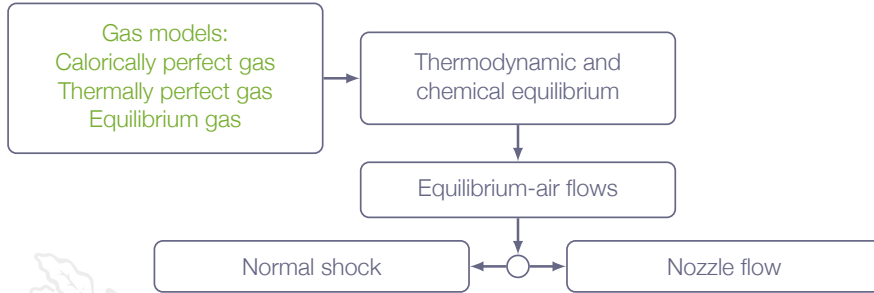 Gas models:
Calorically perfect gas
Thermally perfect gas
Equilibrium gas
Thermodynamic and
chemical equilibrium
Equilibrium-air flows
Normal shock
Nozzle flow